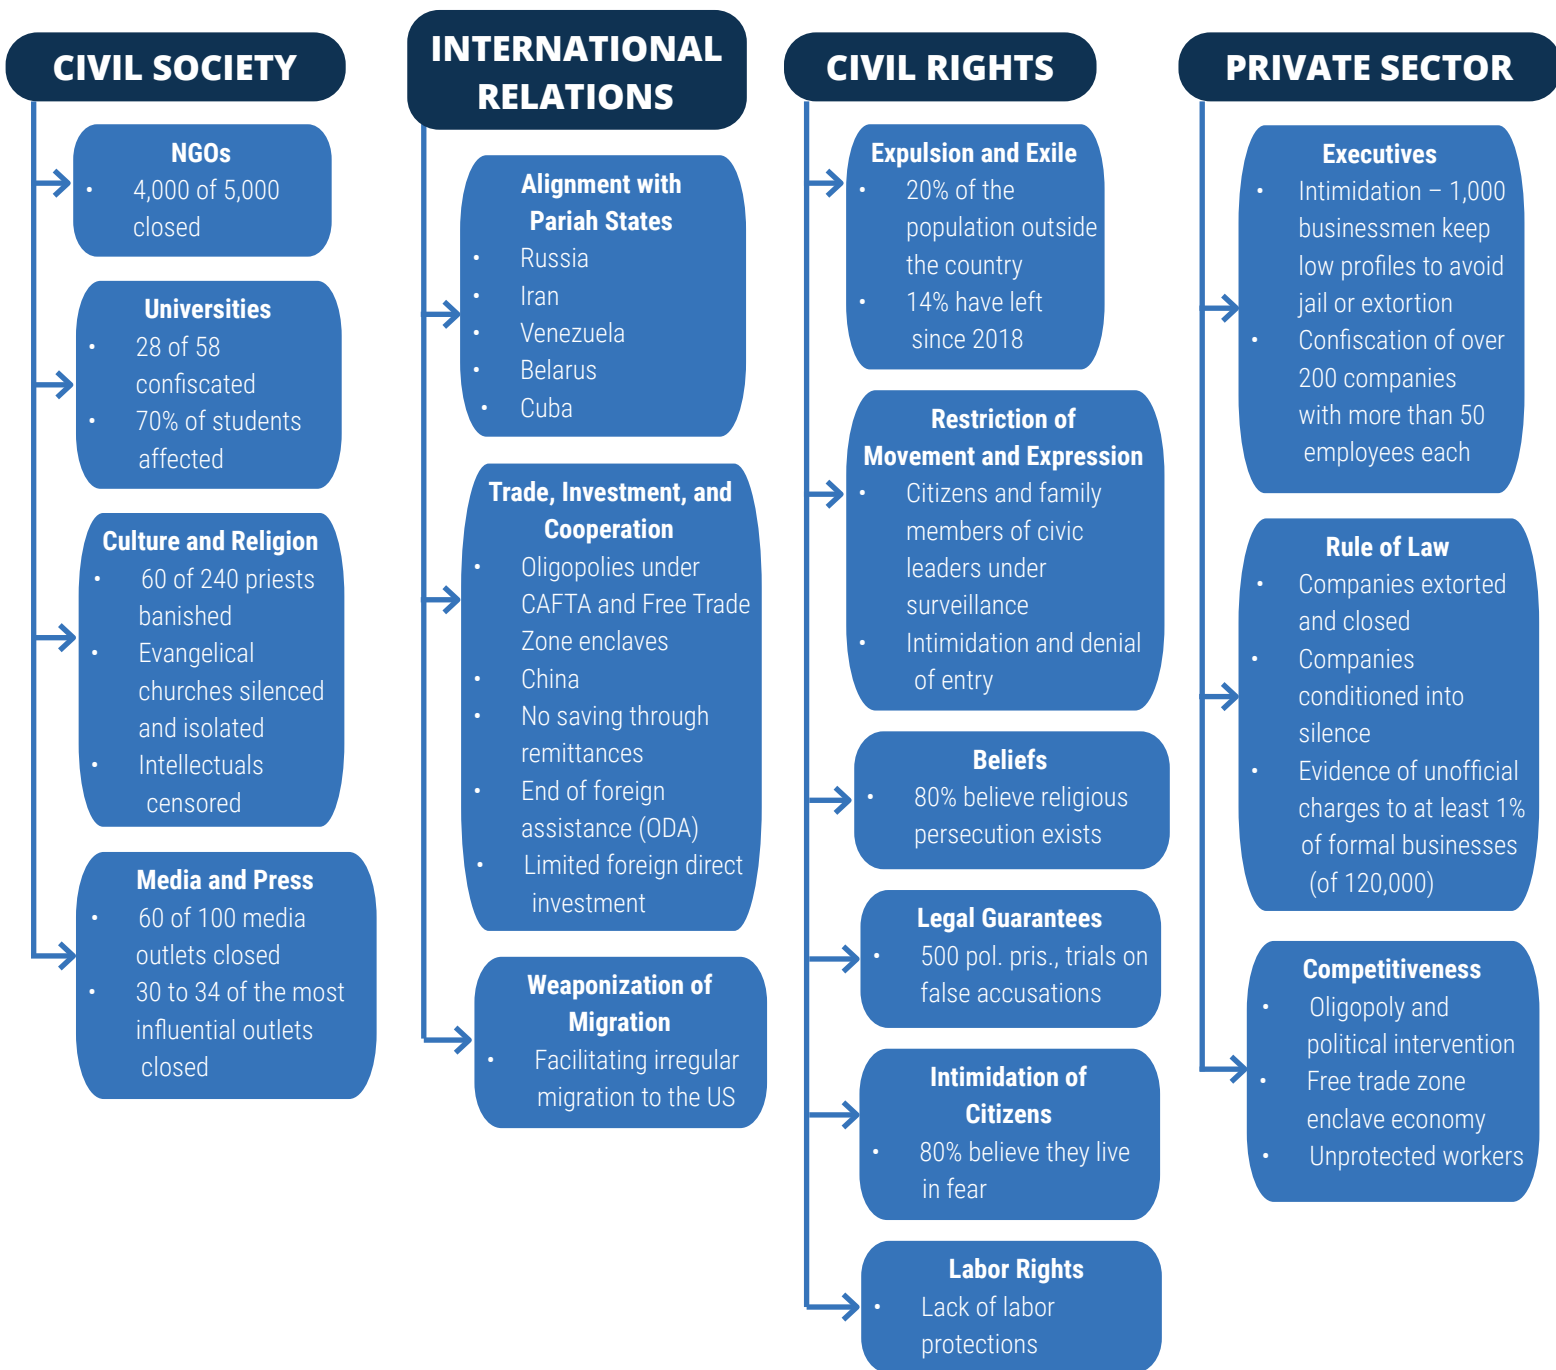 CIVIL SOCIETY
NGOs
• 4,000 of 5,000
closed
Universities
• 28 of 58
confiscated
• 70% of students
affected
Culture and Religion
• 60 of 240 priests
banished
• Evangelical
churches silenced
and isolated
• Intellectuals
censored
Media and Press
• 60 of 100 media
outlets closed
• 30 to 34 of the most
influential outlets
closed
INTERNATIONAL
RELATIONS
Alignment with
Pariah States
• Russia
• Iran
• Venezuela
• Belarus
• Cuba
Trade, Investment, and
Cooperation
• Oligopolies under
CAFTA and Free Trade
Zone enclaves
• China
• No saving through
remittances
• End of foreign
assistance (ODA)
• Limited foreign direct
investment
Weaponization of
Migration
• Facilitating irregular
migration to the US
CIVIL RIGHTS
Expulsion and Exile
• 20% of the
population outside
the country
• 14% have left
since 2018
Restriction of
Movement and Expression
• Citizens and family
members of civic
leaders under
surveillance
• Intimidation and denial
of entry
Beliefs
• 80% believe religious
persecution exists
Legal Guarantees
• 500 pol. pris., trials on
false accusations
Intimidation of
Citizens
• 80% believe they live
in fear
Labor Rights
• Lack of labor
protections
PRIVATE SECTOR
Executives
• Intimidation – 1,000
businessmen keep
low profiles to avoid
jail or extortion
• Confiscation of over
200 companies
with more than 50
employees each
Rule of Law
• Companies extorted
and closed
• Companies
conditioned into
silence
• Evidence of unofficial
charges to at least 1%
of formal businesses
(of 120,000)
Competitiveness
• Oligopoly and
political intervention
• Free trade zone
enclave economy
• Unprotected workers